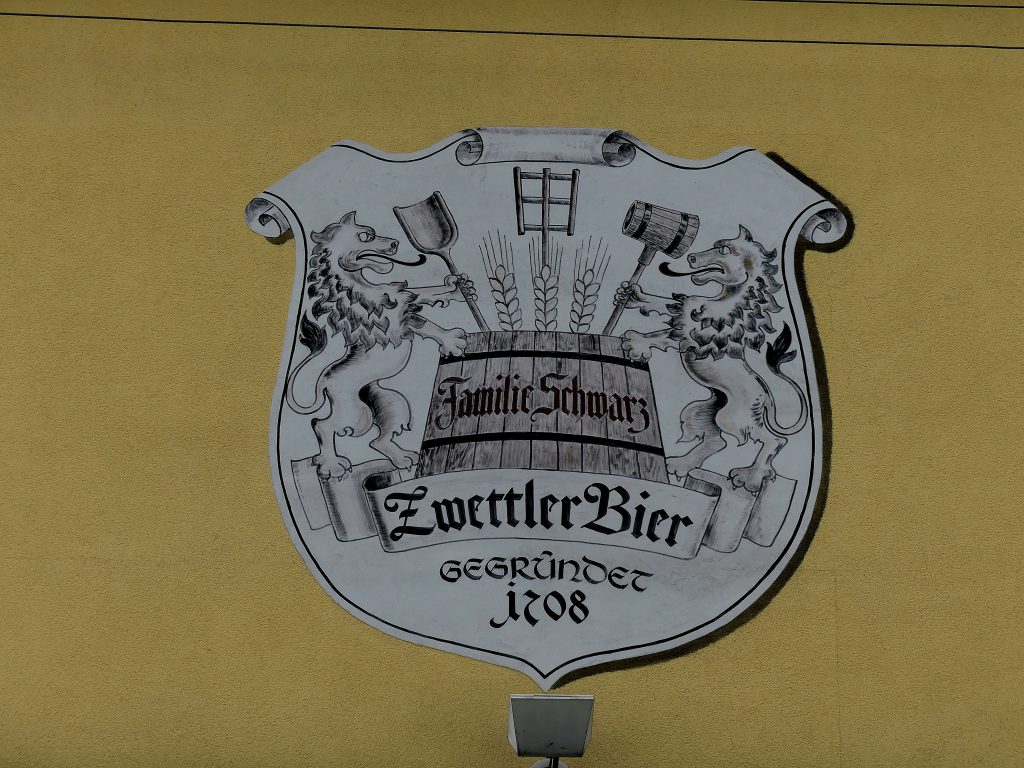 Familie Schwarz
Zwettler Bier
GEGRÜNDET
1708